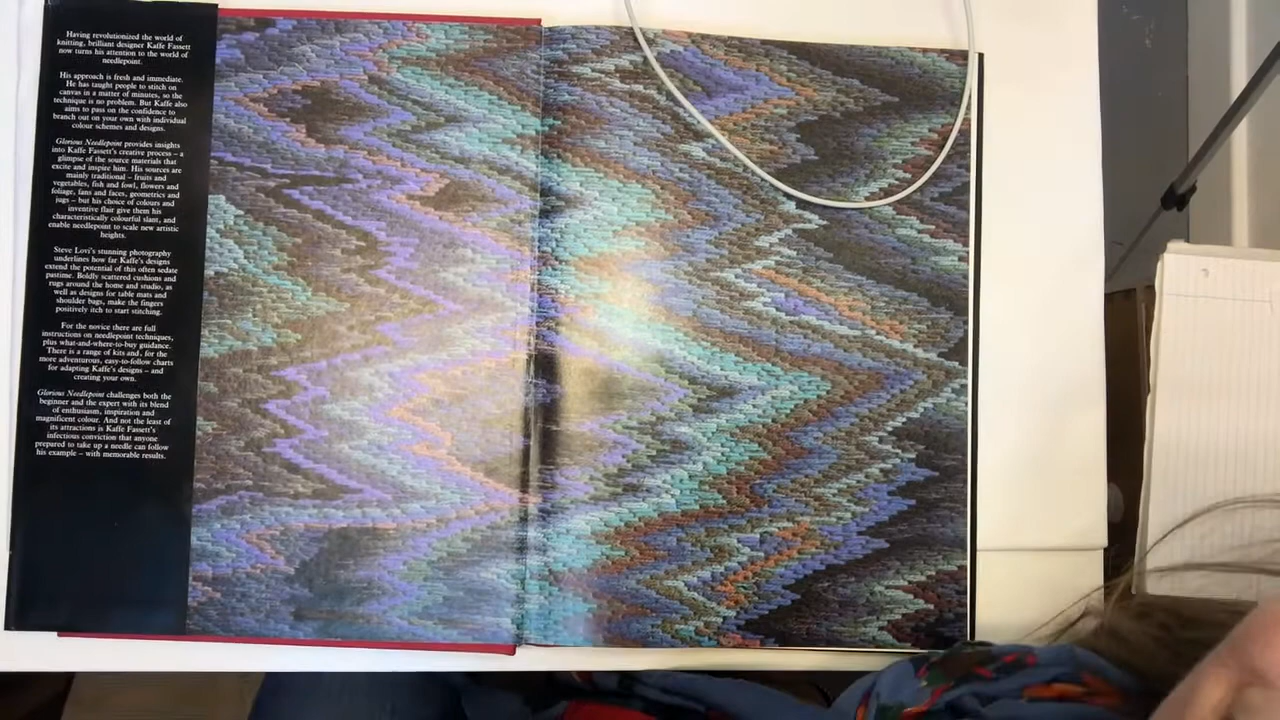 Having revolutionized the world of
knitting, brilliant designer Kaffe Fassett
now turns his attention to the world of
needlepoint.
His approach is fresh and immediate.
He has taught people to stitch on
canvas in a matter of minutes, so the
technique is no problem. But Kaffe also
aims to pass on the confidence to
branch out on your own with individual
colour schemes and designs.
Glorious Needlepoint provides insights
into Kaffe Fassett's creative process – a
glimpse of the source materials that
excite and inspire him. His sources are
mainly traditional – fruits and
vegetables, fish and fowl, flowers and
foliage, fans and faces, geometrics and
jugs – but his choice of colours and
inventive flair give them his
characteristically colourful slant, and
enable needlepoint to scale new artistic
heights.
Steve Lovi's stunning photography
underlines how far Kaffe's designs
extend the potential of this often sedate
pastime. Boldly scattered cushions and
rugs around the home and studio, as
well as designs for table mats and
shoulder bags, make the fingers
positively itch to start stitching.
For the novice there are full
instructions on needlepoint techniques,
plus what-and-where-to-buy guidance.
There is a range of kits and, for the
more adventurous, easy-to-follow charts
for adapting Kaffe's designs – and
creating your own.
Glorious Needlepoint challenges both the
beginner and the expert with its blend
of enthusiasm, inspiration and
magnificent colour. And not the least of
its attractions is Kaffe Fassett's
infectious conviction that anyone
prepared to take up a needle can follow
his example – with memorable results.